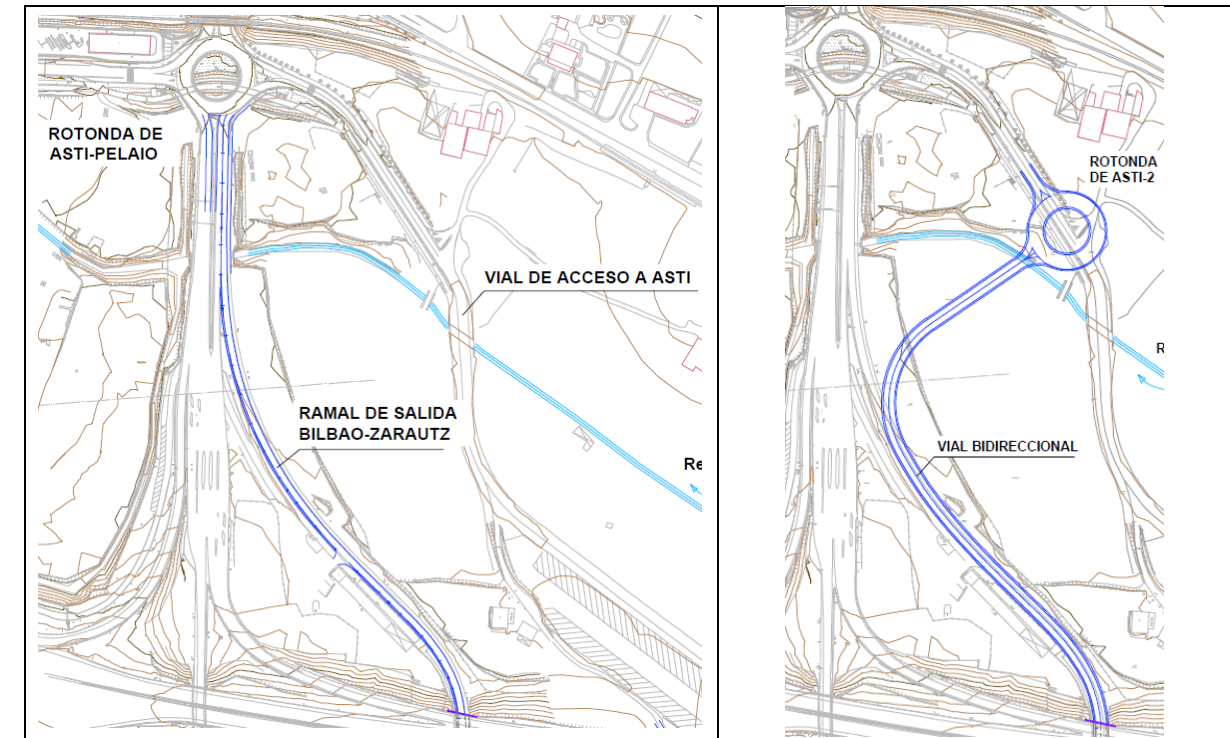 ROTONDA DE
ASTI-PELAIO
VIAL DE ACCESO A ASTI
RAMAL DE SALIDA
BILBAO-ZARAUTZ
Re
ROTONDA
DE ASTI-2
R
VIAL BIDIRECCIONAL